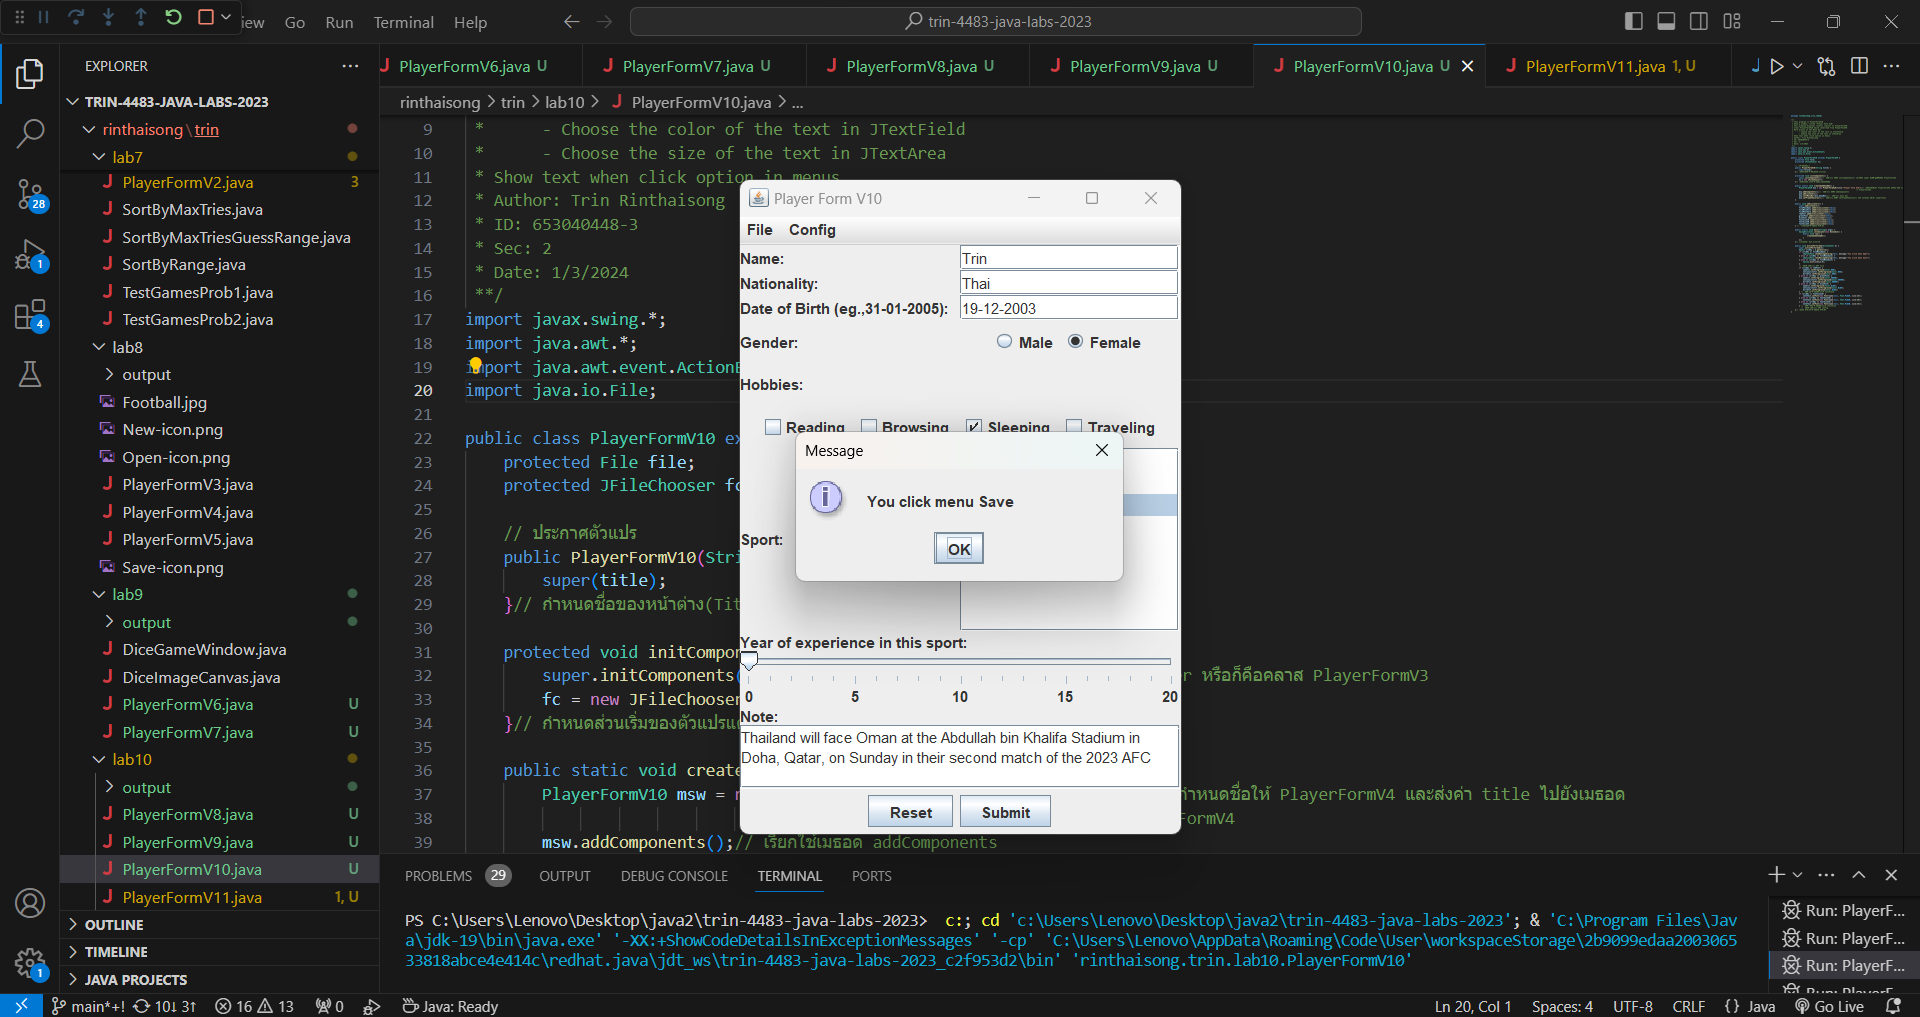 iew Go Run Terminal Help
trin-4483-java-labs-2023
EXPLORER
TRIN-4483-JAVA-LABS-2023
rinthaisong\trin
lab7
PlayerFormV2.java 3
SortByMaxTries.java
SortByMaxTriesGuessRange.java
SortByRange.java
TestGamesProb1.java
TestGamesProb2.java
lab8
output
Football.jpg
New-icon.png
Open-icon.png
PlayerFormV3.java
PlayerFormV4.java
PlayerFormV5.java
Save-icon.png
lab9
output
DiceGameWindow.java
DiceImageCanvas.java
PlayerFormV6.java U
PlayerFormV7.java U
lab10
output
PlayerFormV8.java U
PlayerFormV9.java U
PlayerFormV10.java U
PlayerFormV11.java 1, U
OUTLINE
TIMELINE
JAVA PROJECTS
28
1
4
1
PlayerFormV6.java U PlayerFormV7.java U PlayerFormV8.java U PlayerFormV9.java U PlayerFormV10.java U PlayerFormV11.java 1, U
rinthaisong > trin > lab10 > PlayerFormV10.java > ...
9 * - Choose the color of the text in JTextField
10 * - Choose the size of the text in JTextArea
11 * Show text when click option in menus
12 * Author: Trin Rinthaisong
13 * ID: 653040448-3
14 * Sec: 2
15 * Date: 1/3/2024
16 **/
17 import javax.swing.*;
18 import java.awt.*;
19 import java.awt.event.ActionE
20 import java.io.File;
21
22 public class PlayerFormV10 ex
23 protected File file;
24 protected JFileChooser fc
25
26 // ประกาศตัวแปร
27 public PlayerFormV10(Stri
28 super(title);
29 }// กำหนดชื่อของหน้าต่าง(Tit
30
31 protected void initCompon
32 super.initComponents( r หรือก็คือคลาส PlayerFormV3
33 fc = new JFileChooser
34 }// กำหนดส่วนเริ่มของตัวแปรแ
35
36 public static void create
37 PlayerFormV10 msw = n กำหนดชื่อให้ PlayerFormV4 และส่งค่า title ไปยังเมธอด
38 ormV4
39 msw.addComponents();// เรียกใช้เมธอด addComponents
Player Form V10
File Config
Name: Trin
Nationality: Thai
Date of Birth (eg.,31-01-2005): 19-12-2003
Gender: Male Female
Hobbies:
Reading Browsing Sleeping Traveling
Message
You click menu Save
OK
Sport:
Year of experience in this sport:
0 5 10 15 20
Note:
Thailand will face Oman at the Abdullah bin Khalifa Stadium in
Doha, Qatar, on Sunday in their second match of the 2023 AFC
Reset Submit
PROBLEMS 29 OUTPUT DEBUG CONSOLE TERMINAL PORTS
PS C:\Users\Lenovo\Desktop\java2\trin-4483-java-labs-2023> c:; cd 'c:\Users\Lenovo\Desktop\java2\trin-4483-java-labs-2023'; & 'C:\Program Files\Jav
a\jdk-19\bin\java.exe' '-XX:+ShowCodeDetailsInExceptionMessages' '-cp' 'C:\Users\Lenovo\AppData\Roaming\Code\User\workspaceStorage\2b9099edaa2003065
33818abce4e414c\redhat.java\jdt_ws\trin-4483-java-labs-2023_c2f953d2\bin' 'rinthaisong.trin.lab10.PlayerFormV10'
Run: PlayerF...
Run: PlayerF...
Run: PlayerF...
main*+! 10↓ 3↑ 16 13 0 Java: Ready Ln 20, Col 1 Spaces: 4 UTF-8 CRLF {} Java Go Live